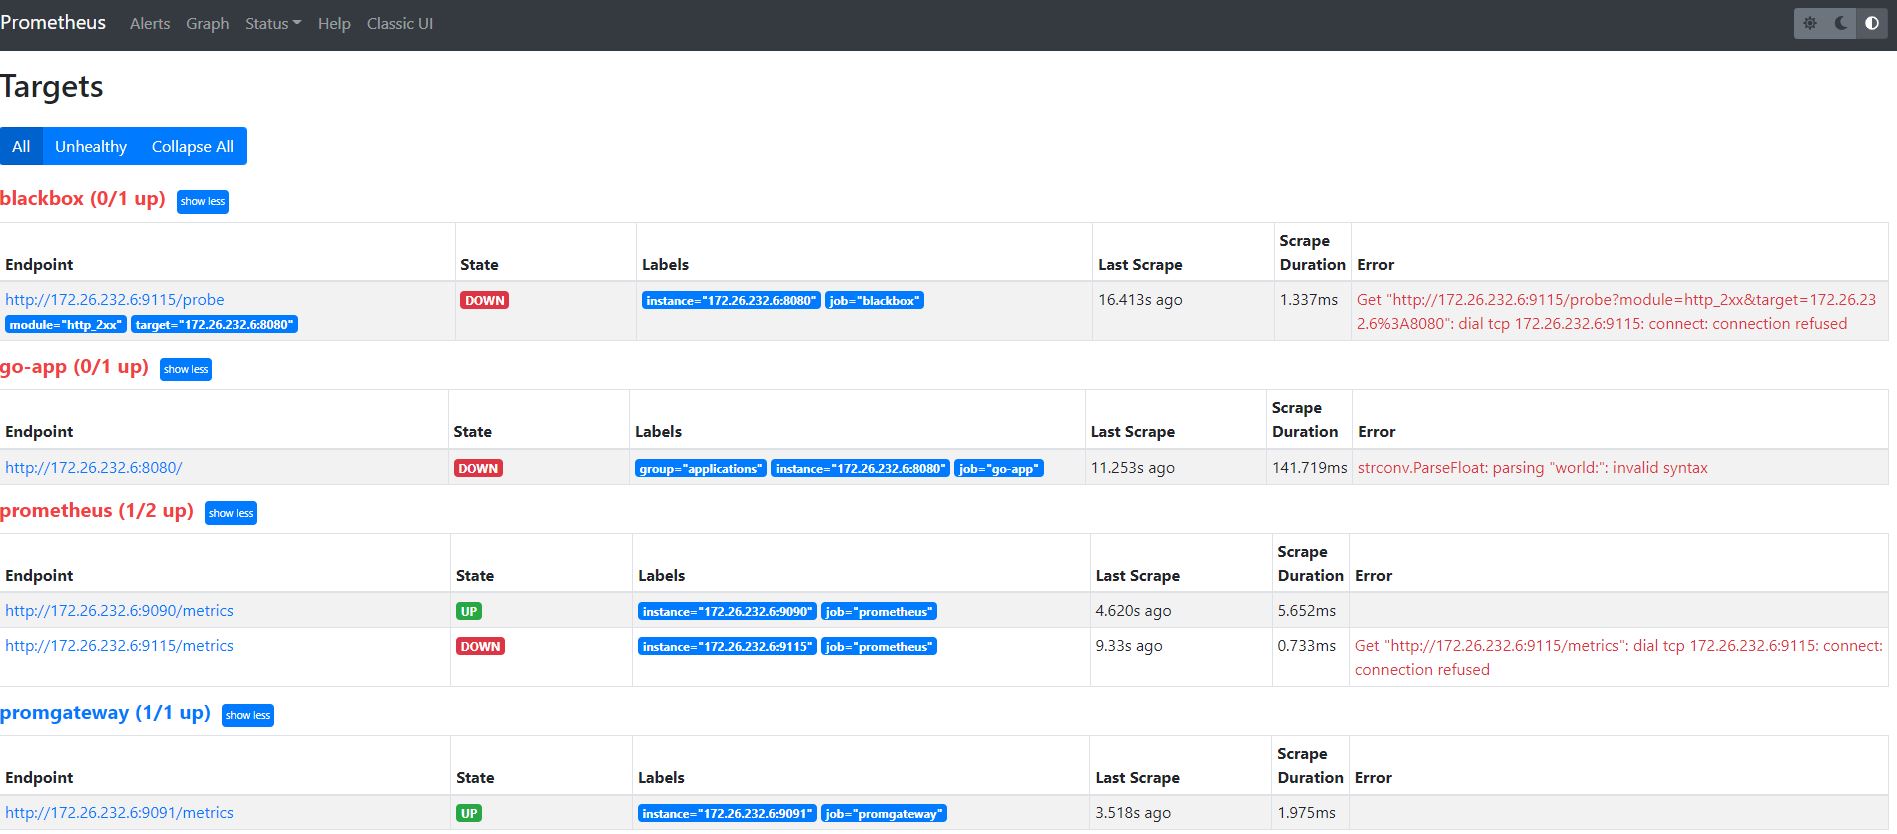 Prometheus Alerts Graph Status Help Classic UI
Targets
All Unhealthy Collapse All
blackbox (0/1 up) show less
Scrape
Endpoint State Labels Last Scrape Duration Error
http://172.26.232.6:9115/probe DOWN instance="172.26.232.6:8080" job="blackbox" 16.413s ago 1.337ms Get "http://172.26.232.6:9115/probe?module=http_2xx&target=172.26.23
module="http_2xx" target="172.26.232.6:8080" 2.6%3A8080": dial tcp 172.26.232.6:9115: connect: connection refused
go-app (0/1 up) show less
Scrape
Endpoint State Labels Last Scrape Duration Error
http://172.26.232.6:8080/ DOWN group="applications" instance="172.26.232.6:8080" job="go-app" 11.253s ago 141.719ms strconv.ParseFloat: parsing "world:": invalid syntax
prometheus (1/2 up) show less
Scrape
Endpoint State Labels Last Scrape Duration Error
http://172.26.232.6:9090/metrics UP instance="172.26.232.6:9090" job="prometheus" 4.620s ago 5.652ms
http://172.26.232.6:9115/metrics DOWN instance="172.26.232.6:9115" job="prometheus" 9.33s ago 0.733ms Get "http://172.26.232.6:9115/metrics": dial tcp 172.26.232.6:9115: connect:
connection refused
promgateway (1/1 up) show less
Scrape
Endpoint State Labels Last Scrape Duration Error
http://172.26.232.6:9091/metrics UP instance="172.26.232.6:9091" job="promgateway" 3.518s ago 1.975ms